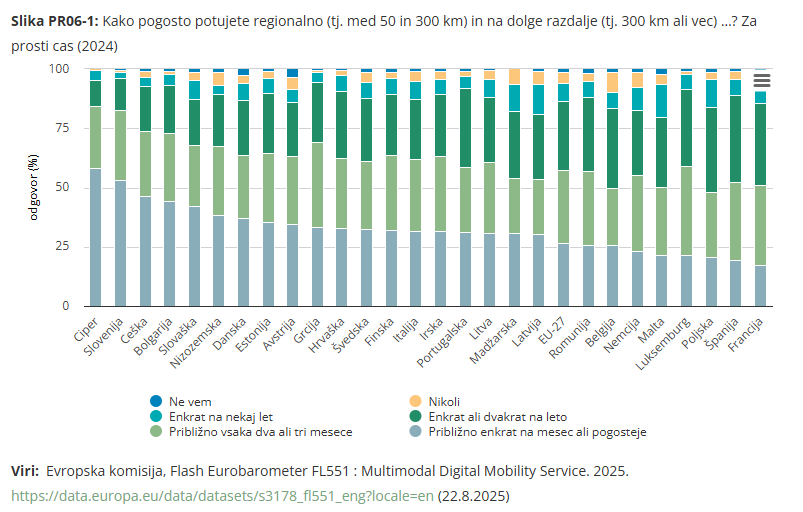 Slika PR06-1: Kako pogosto potujete regionalno (tj. med 50 in 300 km) in na dolge razdalje (tj. 300 km ali vec) ...? Za
prosti cas (2024)
100
75
50
25
0
odgovor (%)
Ciper
Slovenija
Češka
Bolgarija
Slovaška
Nizozemska
Danska
Estonija
Avstrija
Grcija
Hrvaška
Švedska
Finska
Italija
Irska
Portugalska
Litva
Madžarska
Latvija
EU-27
Romunija
Belgija
Nemcija
Malta
Luksemburg
Poljska
Španija
Francija
Ne vem
Nikoli
Enkrat na nekaj let
Enkrat ali dvakrat na leto
Približno vsaka dva ali tri mesece
Približno enkrat na mesec ali pogosteje
Viri: Evropska komisija, Flash Eurobarometer FL551 : Multimodal Digital Mobility Service. 2025.
https://data.europa.eu/data/datasets/s3178_fl551_eng?locale=en (22.8.2025)